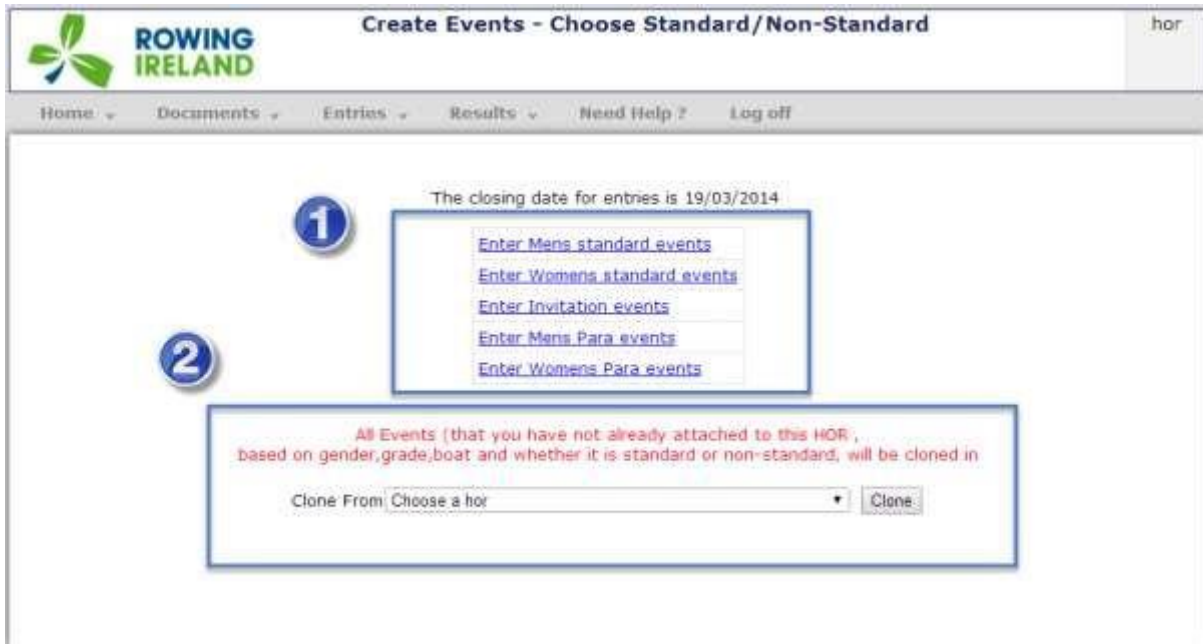 Create Events - Choose Standard/Non-Standard
hor
ROWING
IRELAND
Home Documents Entries Results Need Help ? Log off
The closing date for entries is 19/03/2014
1
Enter Mens standard events
Enter Womens standard events
Enter Invitation events
Enter Mens Para events
Enter Womens Para events
2
All Events (that you have not already attached to this HOR ,
based on gender,grade,boat and whether it is standard or non-standard, will be cloned in
Clone From Choose a hor Clone